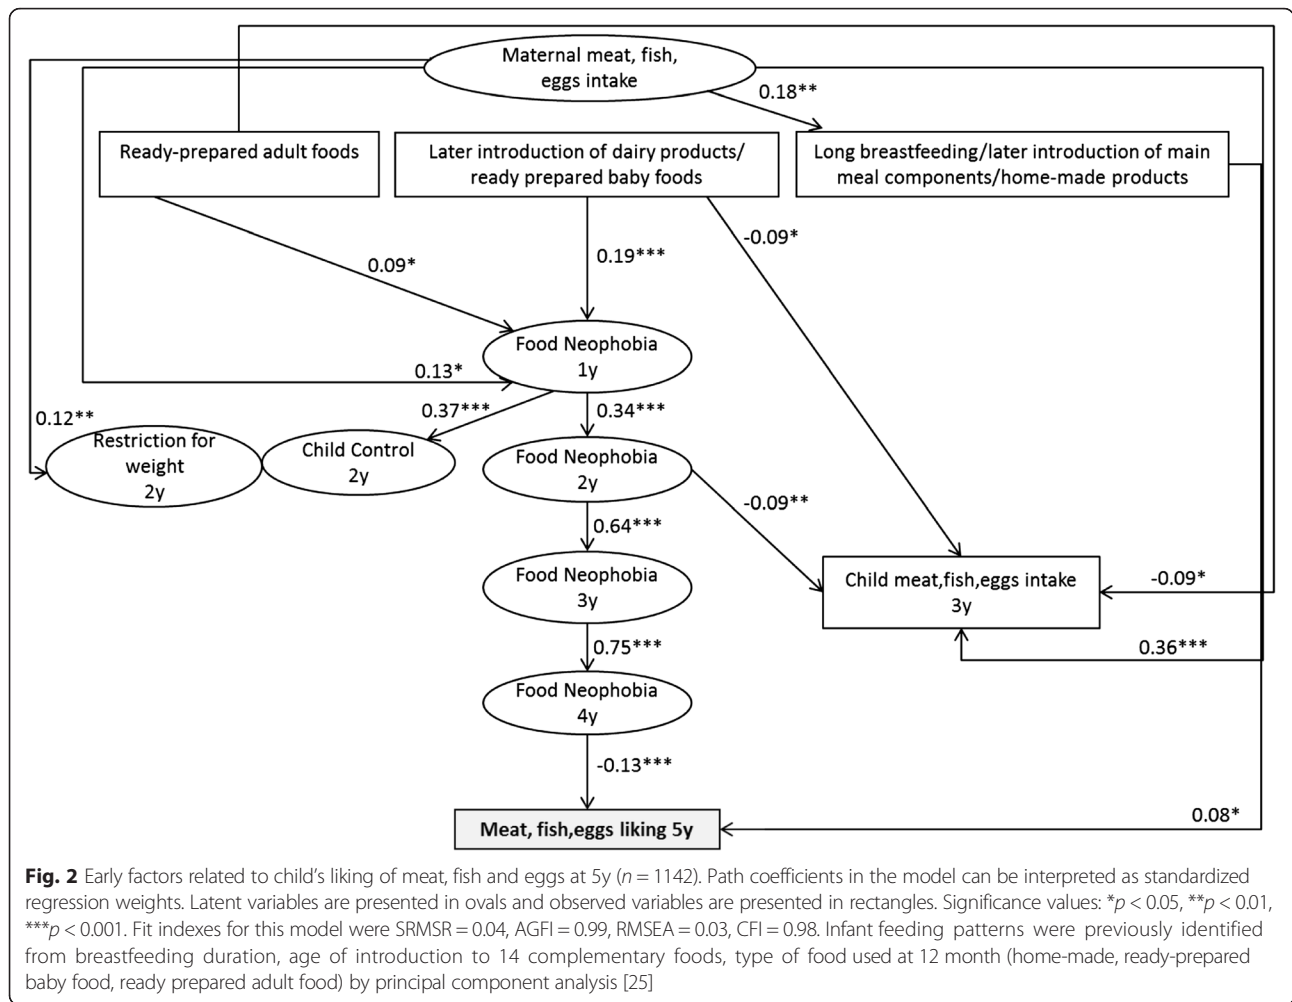 Maternal meat, fish,
eggs intake
0.18**
Ready-prepared adult foods
Later introduction of dairy products/
ready prepared baby foods
Long breastfeeding/later introduction of main
meal components/home-made products
-0.09*
0.19***
0.09*
Food Neophobia
1y
0.13*
0.12**
0.37***
0.34***
Restriction for
weight
2y
Child Control
2y
Food Neophobia
2y
-0.09**
0.64***
Food Neophobia
3y
Child meat,fish,eggs intake
3y
-0.09*
0.75***
0.36***
Food Neophobia
4y
-0.13***
Meat, fish,eggs liking 5y
0.08*
Fig. 2 Early factors related to child's liking of meat, fish and eggs at 5y (n = 1142). Path coefficients in the model can be interpreted as standardized
regression weights. Latent variables are presented in ovals and observed variables are presented in rectangles. Significance values: *p < 0.05, **p < 0.01,
***p < 0.001. Fit indexes for this model were SRMSR = 0.04, AGFI = 0.99, RMSEA = 0.03, CFI = 0.98. Infant feeding patterns were previously identified
from breastfeeding duration, age of introduction to 14 complementary foods, type of food used at 12 month (home-made, ready-prepared
baby food, ready prepared adult food) by principal component analysis [25]